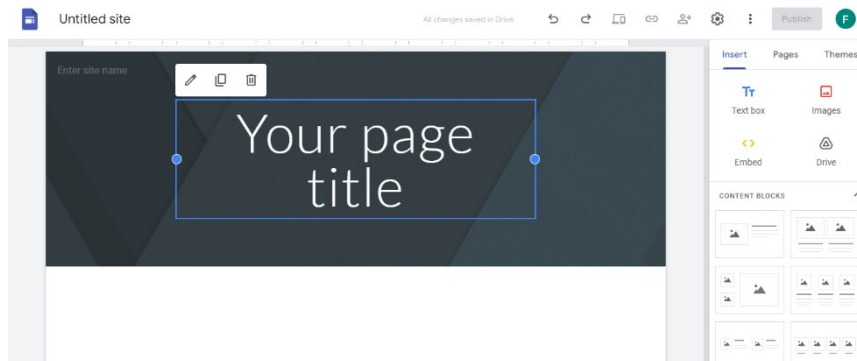 Untitled site
All changes saved in Drive
Publish
F
Enter site name
Your page
title
Insert Pages Themes
Tт
Text box Images
Embed Drive
CONTENT BLOCKS